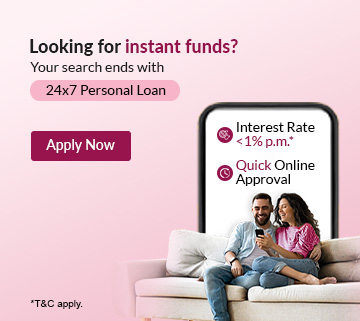 Looking for instant funds?
Your search ends with
24x7 Personal Loan
Apply Now
Interest Rate
<1% p.m.*
Quick Online
Approval
*T&C apply.